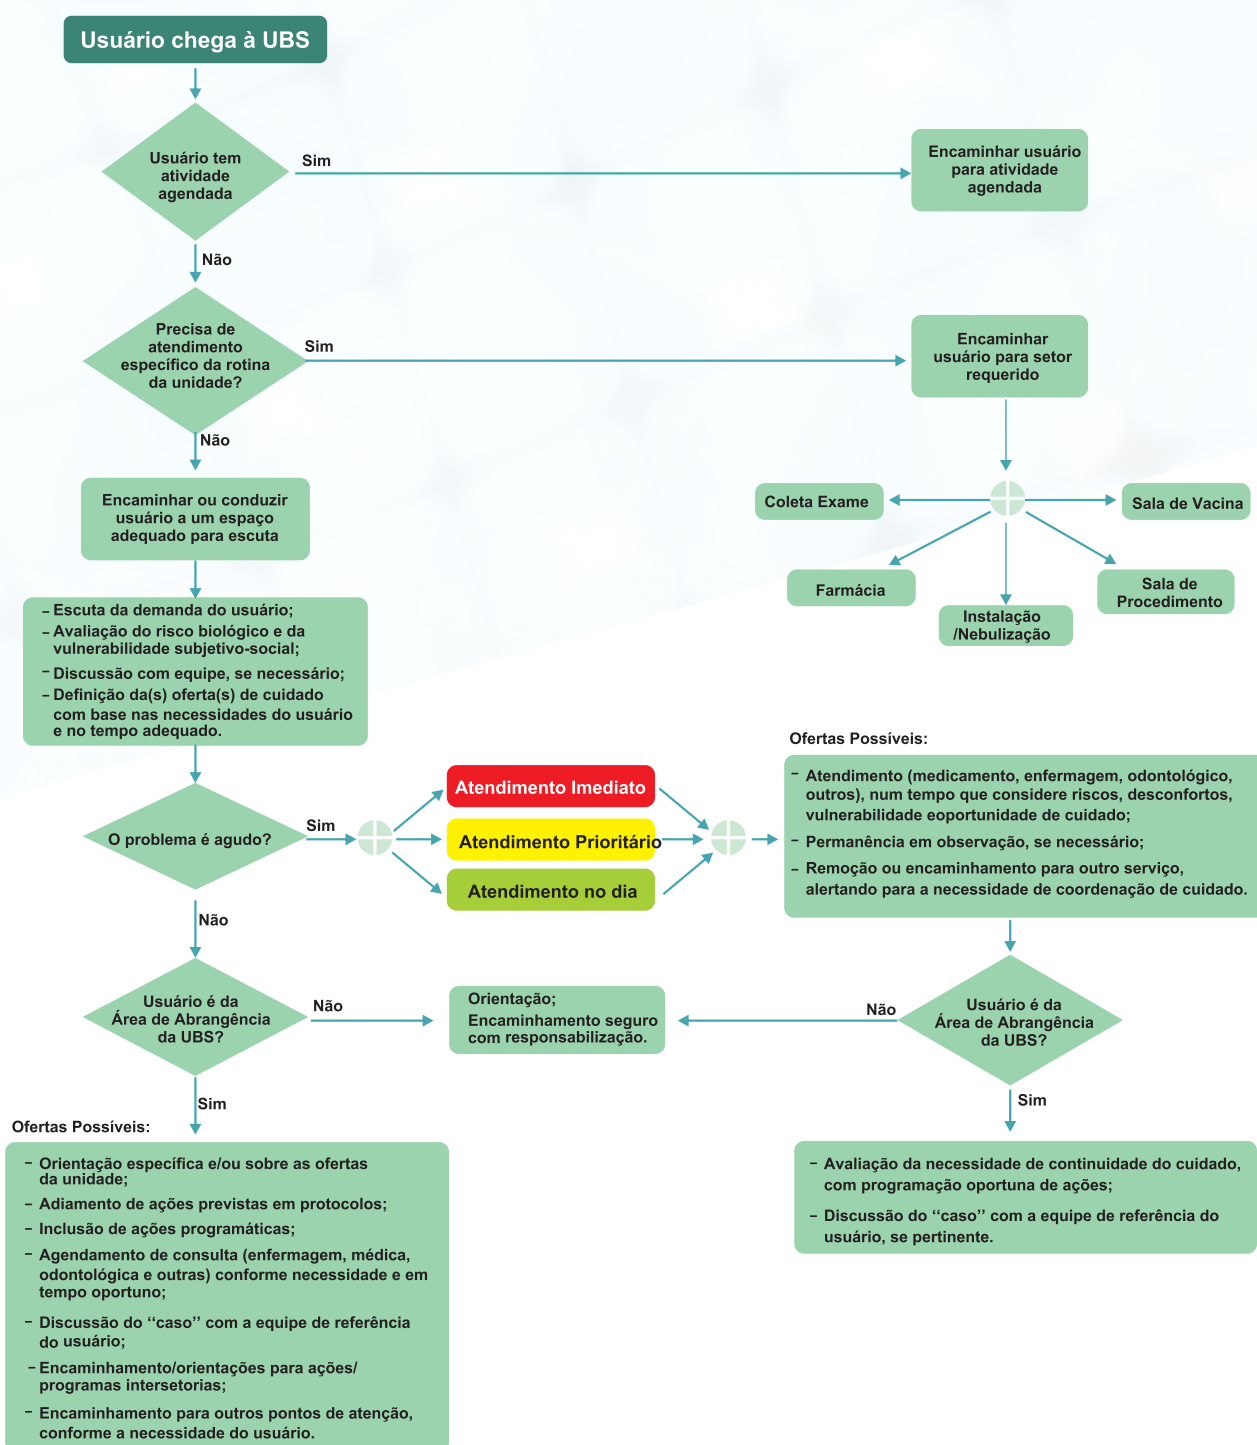 Usuário chega à UBS
Usuário tem
atividade
agendada
Sim
Encaminhar usuário
para atividade
agendada
Não
Precisa de
atendimento
específico da rotina
da unidade?
Sim
Encaminhar
usuário para setor
requerido
Não
Coleta Exame
Sala de Vacina
Farmácia
Instalação
/Nebulização
Sala de
Procedimento
Encaminhar ou conduzir
usuário a um espaço
adequado para escuta
– Escuta da demanda do usuário;
– Avaliação do risco biológico e da
vulnerabilidade subjetivo-social;
– Discussão com equipe, se necessário;
– Definição da(s) oferta(s) de cuidado
com base nas necessidades do usuário
e no tempo adequado.
O problema é agudo?
Sim
Atendimento Imediato
Atendimento Prioritário
Atendimento no dia
Ofertas Possíveis:
– Atendimento (medicamento, enfermagem, odontológico,
outros), num tempo que considere riscos, desconfortos,
vulnerabilidade eoportunidade de cuidado;
– Permanência em observação, se necessário;
– Remoção ou encaminhamento para outro serviço,
alertando para a necessidade de coordenação de cuidado.
Não
Usuário é da
Área de Abrangência
da UBS?
Não
Orientação;
Encaminhamento seguro
com responsabilização.
Não
Usuário é da
Área de Abrangência
da UBS?
Sim
Sim
Ofertas Possíveis:
– Orientação específica e/ou sobre as ofertas
da unidade;
– Adiamento de ações previstas em protocolos;
– Inclusão de ações programáticas;
– Agendamento de consulta (enfermagem, médica,
odontológica e outras) conforme necessidade e em
tempo oportuno;
– Discussão do ‘‘caso’’ com a equipe de referência
do usuário;
– Encaminhamento/orientações para ações/
programas intersetorias;
– Encaminhamento para outros pontos de atenção,
conforme a necessidade do usuário.
– Avaliação da necessidade de continuidade do cuidado,
com programação oportuna de ações;
– Discussão do ‘‘caso’’ com a equipe de referência do
usuário, se pertinente.